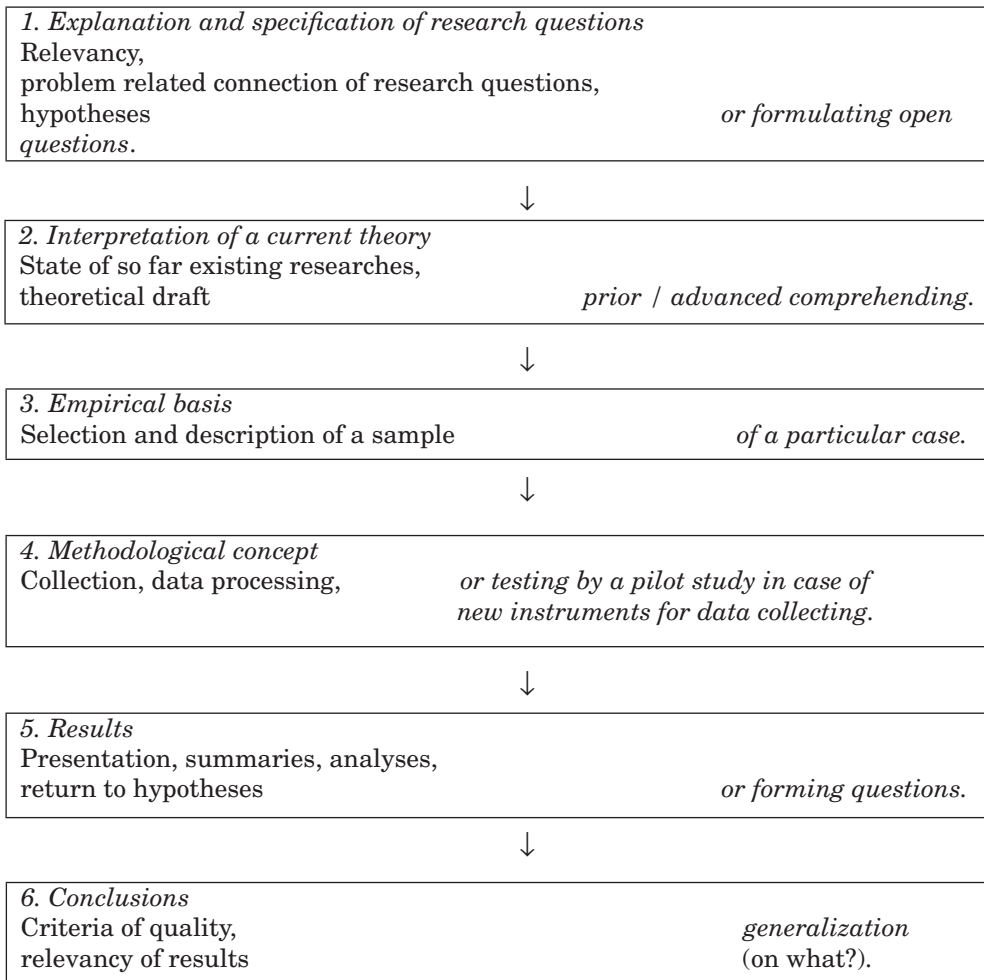 1. Explanation and specification of research questions
Relevancy,
problem related connection of research questions,
hypotheses or formulating open
questions.
↓
2. Interpretation of a current theory
State of so far existing researches,
theoretical draft prior / advanced comprehending.
↓
3. Empirical basis
Selection and description of a sample of a particular case.
↓
4. Methodological concept
Collection, data processing, or testing by a pilot study in case of
new instruments for data collecting.
↓
5. Results
Presentation, summaries, analyses,
return to hypotheses or forming questions.
↓
6. Conclusions
Criteria of quality, generalization
relevancy of results (on what?).